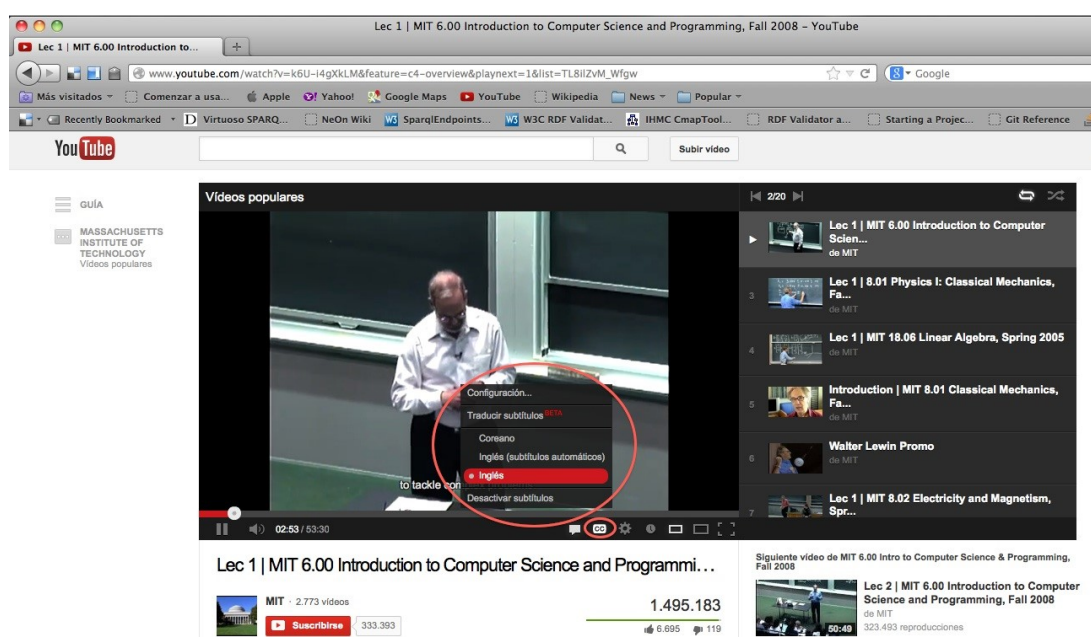 Lec 1 | MIT 6.00 Introduction to Computer Science and Programming, Fall 2008 – YouTube
Lec 1 | MIT 6.00 Introduction to...
www.youtube.com/watch?v=k6U-i4gXkLM&feature=c4-overview&playnext=1&list=TL8ilZvM_Wfgw
Google
Más visitados
Comenzar a usa...
Apple
Yahoo!
Google Maps
YouTube
Wikipedia
News
Popular
Recently Bookmarked
Virtuoso SPARQ...
NeOn Wiki
SparqlEndpoints...
W3C RDF Validat...
IHMC CmapTool...
RDF Validator a...
Starting a Projec...
Git Reference
YouTube
Subir vídeo
GUÍA
MASSACHUSETTS
INSTITUTE OF
TECHNOLOGY
Vídeos populares
Vídeos populares
Configuración...
Traducir subtítulos BETA
Coreano
Inglés (subtítulos automáticos)
Inglés
Desactivar subtítulos
to tackle
02:53 / 53:30
CC
2/20
Lec 1 | MIT 6.00 Introduction to Computer
Scien...
de MIT
3
Lec 1 | 8.01 Physics I: Classical Mechanics,
Fa...
de MIT
4
Lec 1 | MIT 18.06 Linear Algebra, Spring 2005
de MIT
5
Introduction | MIT 8.01 Classical Mechanics,
Fa...
de MIT
6
Walter Lewin Promo
de MIT
7
Lec 1 | MIT 8.02 Electricity and Magnetism,
Spr...
Lec 1 | MIT 6.00 Introduction to Computer Science and Programmi...
MIT · 2.773 vídeos
Suscribirse
333.393
1.495.183
6.695
119
Siguiente vídeo de MIT 6.00 Intro to Computer Science & Programming,
Fall 2008
Lec 2 | MIT 6.00 Introduction to Computer
Science and Programming, Fall 2008
de MIT
50:49
323.493 reproducciones